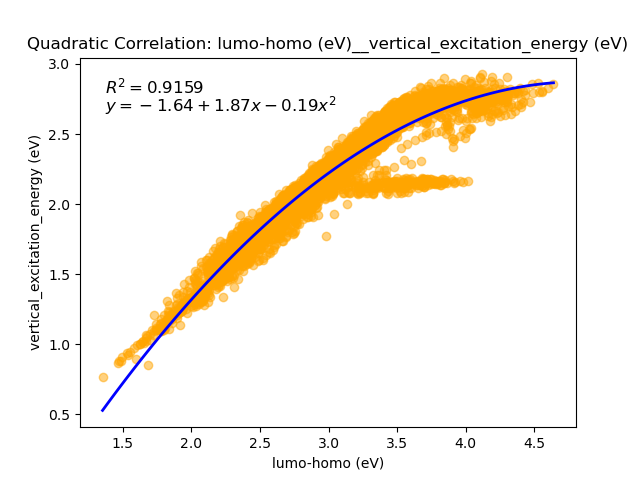 Quadratic Correlation: lumo-homo (eV)__vertical_excitation_energy (eV)
R² = 0.9159
y = − 1.64 + 1.87x − 0.19x²
3.0
2.5
2.0
1.5
1.0
0.5
vertical_excitation_energy (eV)
1.5 2.0 2.5 3.0 3.5 4.0 4.5
lumo-homo (eV)